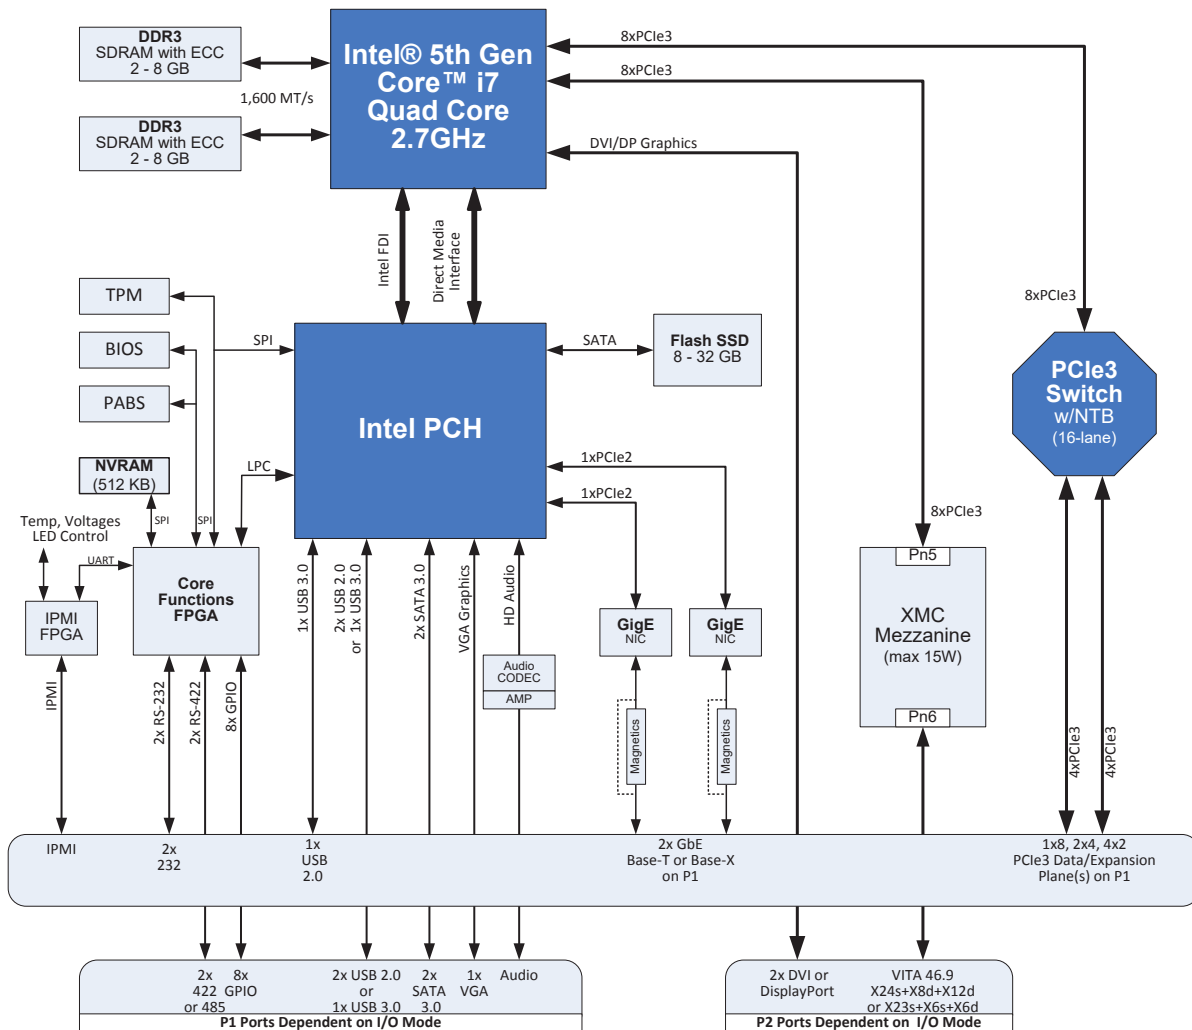 DDR3
SDRAM with ECC
2 - 8 GB
1,600 MT/s
DDR3
SDRAM with ECC
2 - 8 GB
Intel® 5th Gen
Core™ i7
Quad Core
2.7GHz
8xPCIe3
8xPCIe3
DVI/DP Graphics
Intel FDI
Direct Media
Interface
TPM
BIOS
PABS
SPI
NVRAM
(512 KB)
LPC
Intel PCH
SATA
Flash SSD
8 - 32 GB
8xPCIe3
PCIe3
Switch
w/NTB
(16-lane)
1xPCIe2
1xPCIe2
8xPCIe3
Temp, Voltages
LED Control
SPI
SPI
UART
IPMI
FPGA
Core
Functions
FPGA
1x USB 3.0
2x USB 2.0
or 1x USB 3.0
2x SATA 3.0
VGA Graphics
HD Audio
Audio
CODEC
AMP
GigE
NIC
GigE
NIC
Magnetics
Magnetics
Pn5
XMC
Mezzanine
(max 15W)
Pn6
IPMI
2x RS-232
2x RS-422
8x GPIO
4xPCIe3
4xPCIe3
IPMI
2x
232
1x
USB
2.0
2x GbE
Base-T or Base-X
on P1
1x8, 2x4, 4x2
PCIe3 Data/Expansion
Plane(s) on P1
2x
422
or 485
8x
GPIO
2x USB 2.0
or
1x USB 3.0
2x
SATA
3.0
1x
VGA
Audio
P1 Ports Dependent on I/O Mode
2x DVI or
DisplayPort
VITA 46.9
X24s+X8d+X12d
or X23s+X6s+X6d
P2 Ports Dependent on  I/O Mode